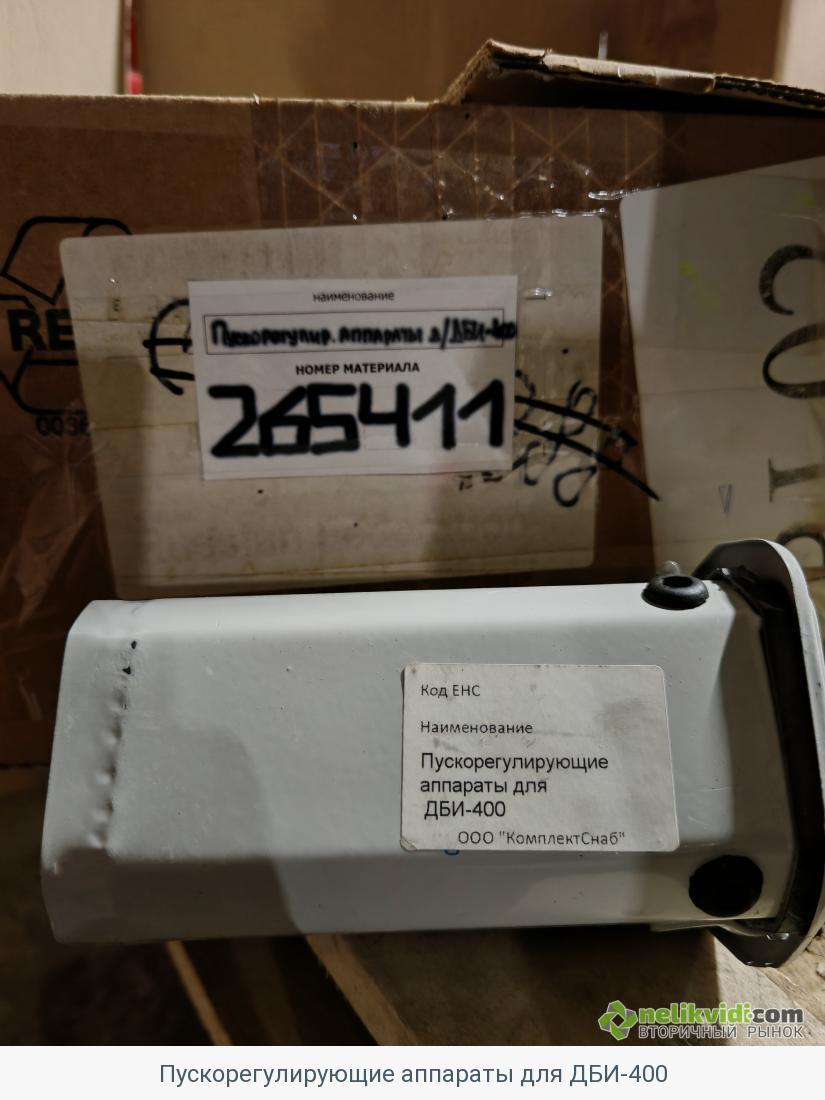 RE
наименование
Пускорегулир. аппараты д/ДБИ-400
НОМЕР МАТЕРИАЛА
265411
Код ЕНС
Наименование
Пускорегулирующие
аппараты для
ДБИ-400
ООО "КомплектСнаб"
nelikvidi.com
ВТОРИЧНЫЙ РЫНОК
Пускорегулирующие аппараты для ДБИ-400